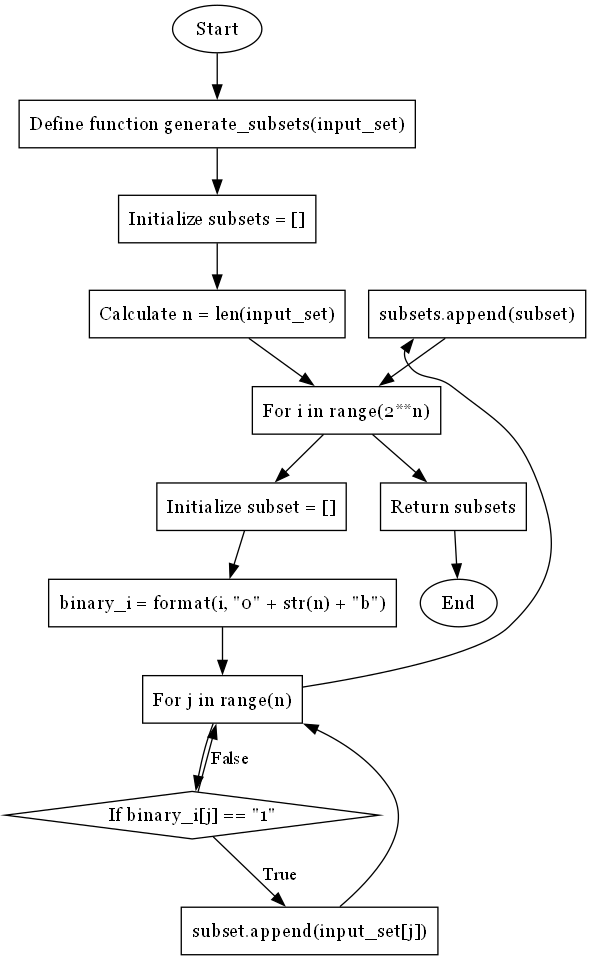 Start
Define function generate_subsets(input_set)
Initialize subsets = []
Calculate n = len(input_set)
subsets.append(subset)
For i in range(2**n)
Initialize subset = []
Return subsets
binary_i = format(i, "0" + str(n) + "b")
End
For j in range(n)
False
If binary_i[j] == "1"
True
subset.append(input_set[j])